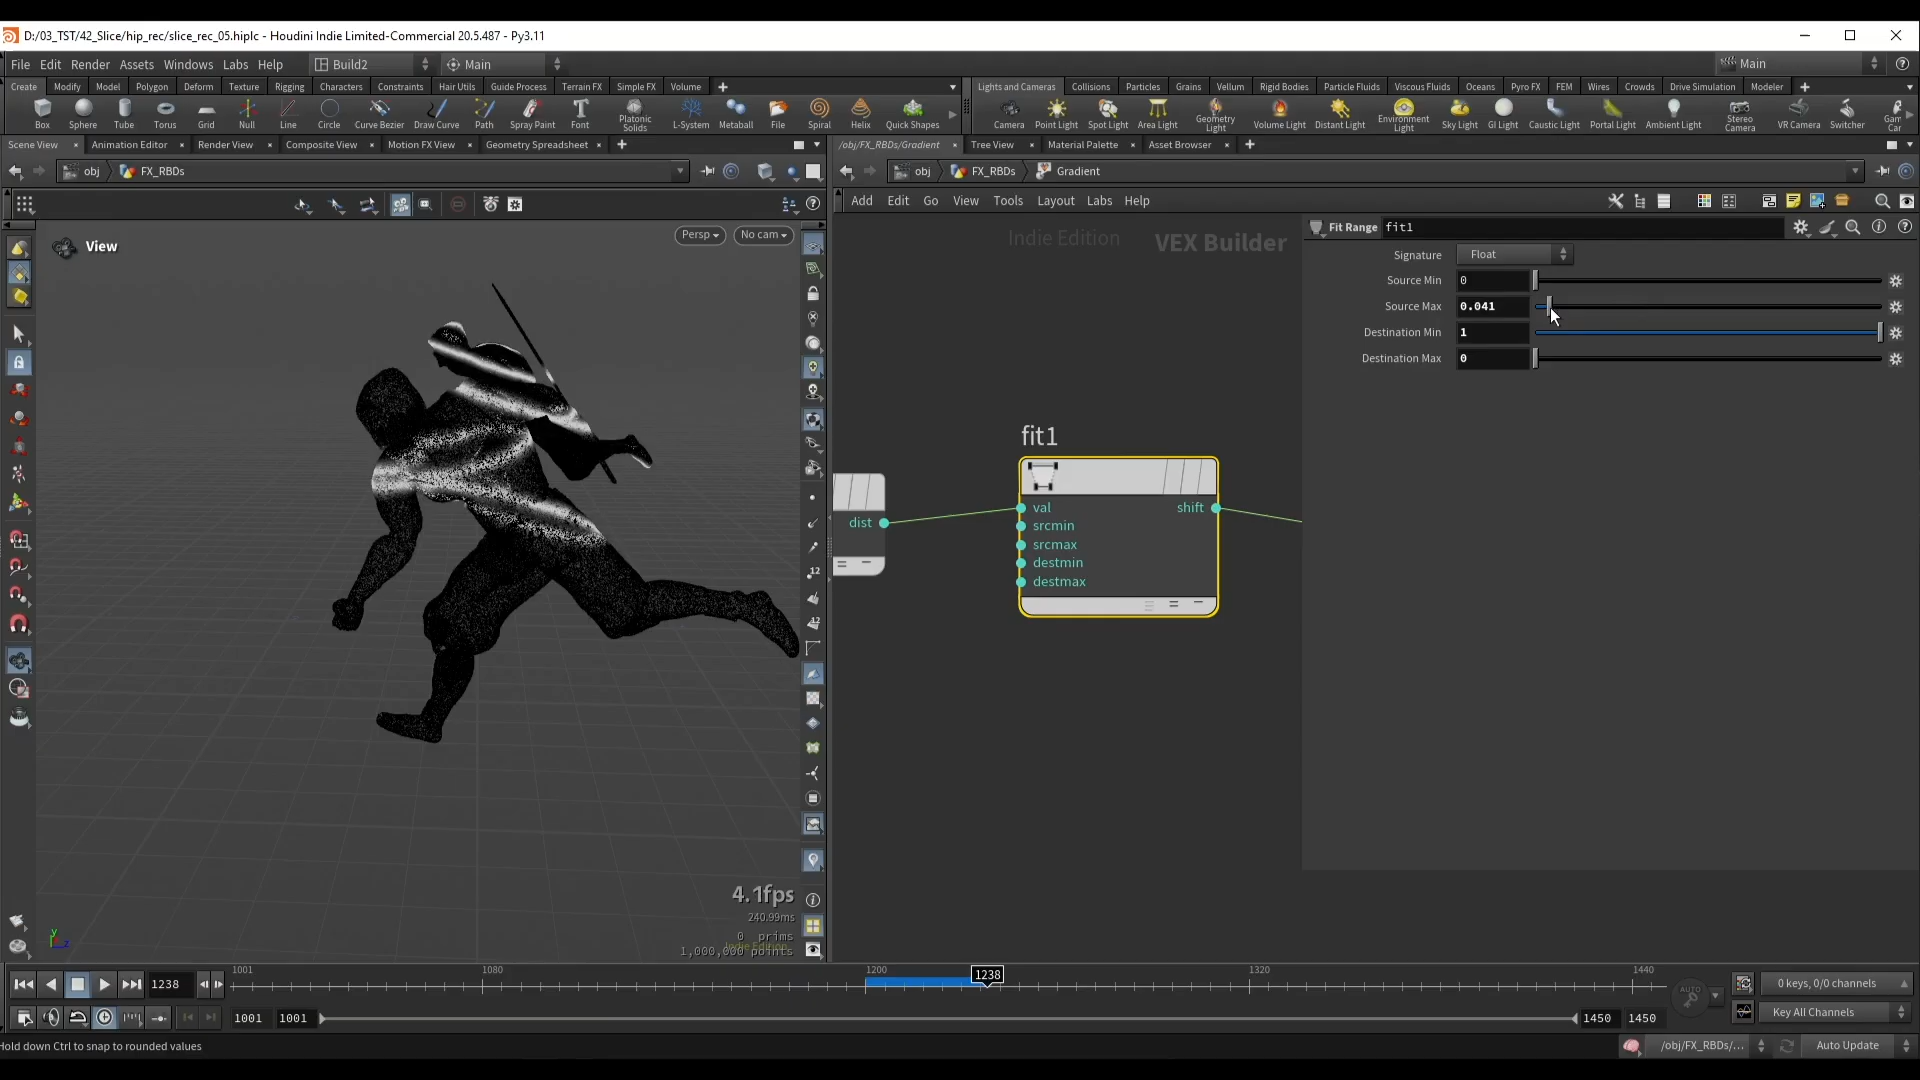 D:/03_TST/42_Slice/hip_rec/slice_rec_05.hiplc - Houdini Indie Limited-Commercial 20.5.487 - Py3.11
File Edit Render Assets Windows Labs Help Build2 Main Main
Create Modify Model Polygon Deform Texture Rigging Characters Constraints Hair Utils Guide Process Terrain FX Simple FX Volume
Lights and Cameras Collisions Particles Grains Vellum Rigid Bodies Particle Fluids Viscous Fluids Oceans Pyro FX FEM Wires Crowds Drive Simulation Modeler
Box Sphere Tube Torus Grid Null Line Circle Curve Bezier Draw Curve Path Spray Paint Font Platonic Solids L-System Metaball File Spiral Helix Quick Shapes
Camera Point Light Spot Light Area Light Geometry Light Volume Light Distant Light Environment Light Sky Light GI Light Caustic Light Portal Light Ambient Light Stereo Camera VR Camera Switcher
Scene View Animation Editor Render View Composite View Motion FX View Geometry Spreadsheet
/obj/FX_RBDs/Gradient Tree View Material Palette Asset Browser
obj FX_RBDs
obj FX_RBDs Gradient
Add Edit Go View Tools Layout Labs Help
View
Persp
No cam
Indie Edition
VEX Builder
Fit Range fit1
Signature Float
Source Min 0
Source Max 0.041
Destination Min 1
Destination Max 0
fit1
dist
val
shift
srcmin
srcmax
destmin
destmax
12
12
4.1fps
240.99ms
0 prims
Indie Edition
1,000,000 points
y
z
1001 1080 1200 1238 1320 1440
1238
AUTO
0 keys, 0/0 channels
1001 1001 1450 1450
Key All Channels
Hold down Ctrl to snap to rounded values
/obj/FX_RBDs/...
Auto Update